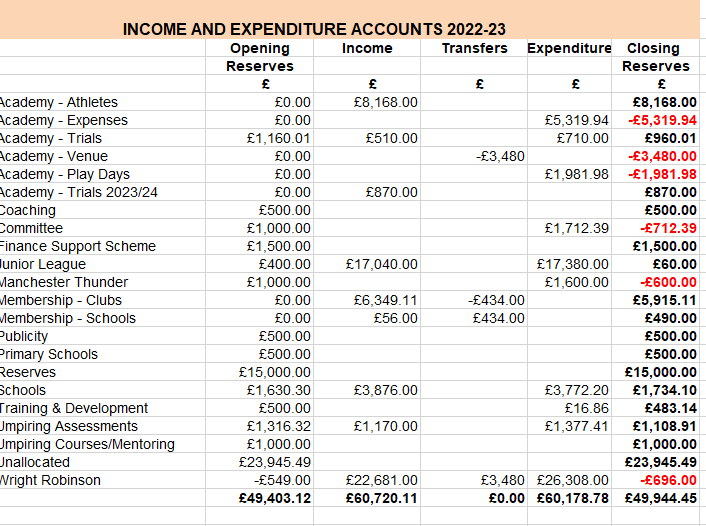 INCOME AND EXPENDITURE ACCOUNTS 2022-23
Opening Income Transfers Expenditure Closing
Reserves Reserves
£ £ £ £ £
Academy - Athletes £0.00 £8,168.00 £8,168.00
Academy - Expenses £0.00 £5,319.94 -£5,319.94
Academy - Trials £1,160.01 £510.00 £710.00 £960.01
Academy - Venue £0.00 -£3,480 -£3,480.00
Academy - Play Days £0.00 £1,981.98 -£1,981.98
Academy - Trials 2023/24 £0.00 £870.00 £870.00
Coaching £500.00 £500.00
Committee £1,000.00 £1,712.39 -£712.39
Finance Support Scheme £1,500.00 £1,500.00
Junior League £400.00 £17,040.00 £17,380.00 £60.00
Manchester Thunder £1,000.00 £1,600.00 -£600.00
Membership - Clubs £0.00 £6,349.11 -£434.00 £5,915.11
Membership - Schools £0.00 £56.00 £434.00 £490.00
Publicity £500.00 £500.00
Primary Schools £500.00 £500.00
Reserves £15,000.00 £15,000.00
Schools £1,630.30 £3,876.00 £3,772.20 £1,734.10
Training & Development £500.00 £16.86 £483.14
Umpiring Assessments £1,316.32 £1,170.00 £1,377.41 £1,108.91
Umpiring Courses/Mentoring £1,000.00 £1,000.00
Unallocated £23,945.49 £23,945.49
Wright Robinson -£549.00 £22,681.00 £3,480 £26,308.00 -£696.00
£49,403.12 £60,720.11 £0.00 £60,178.78 £49,944.45